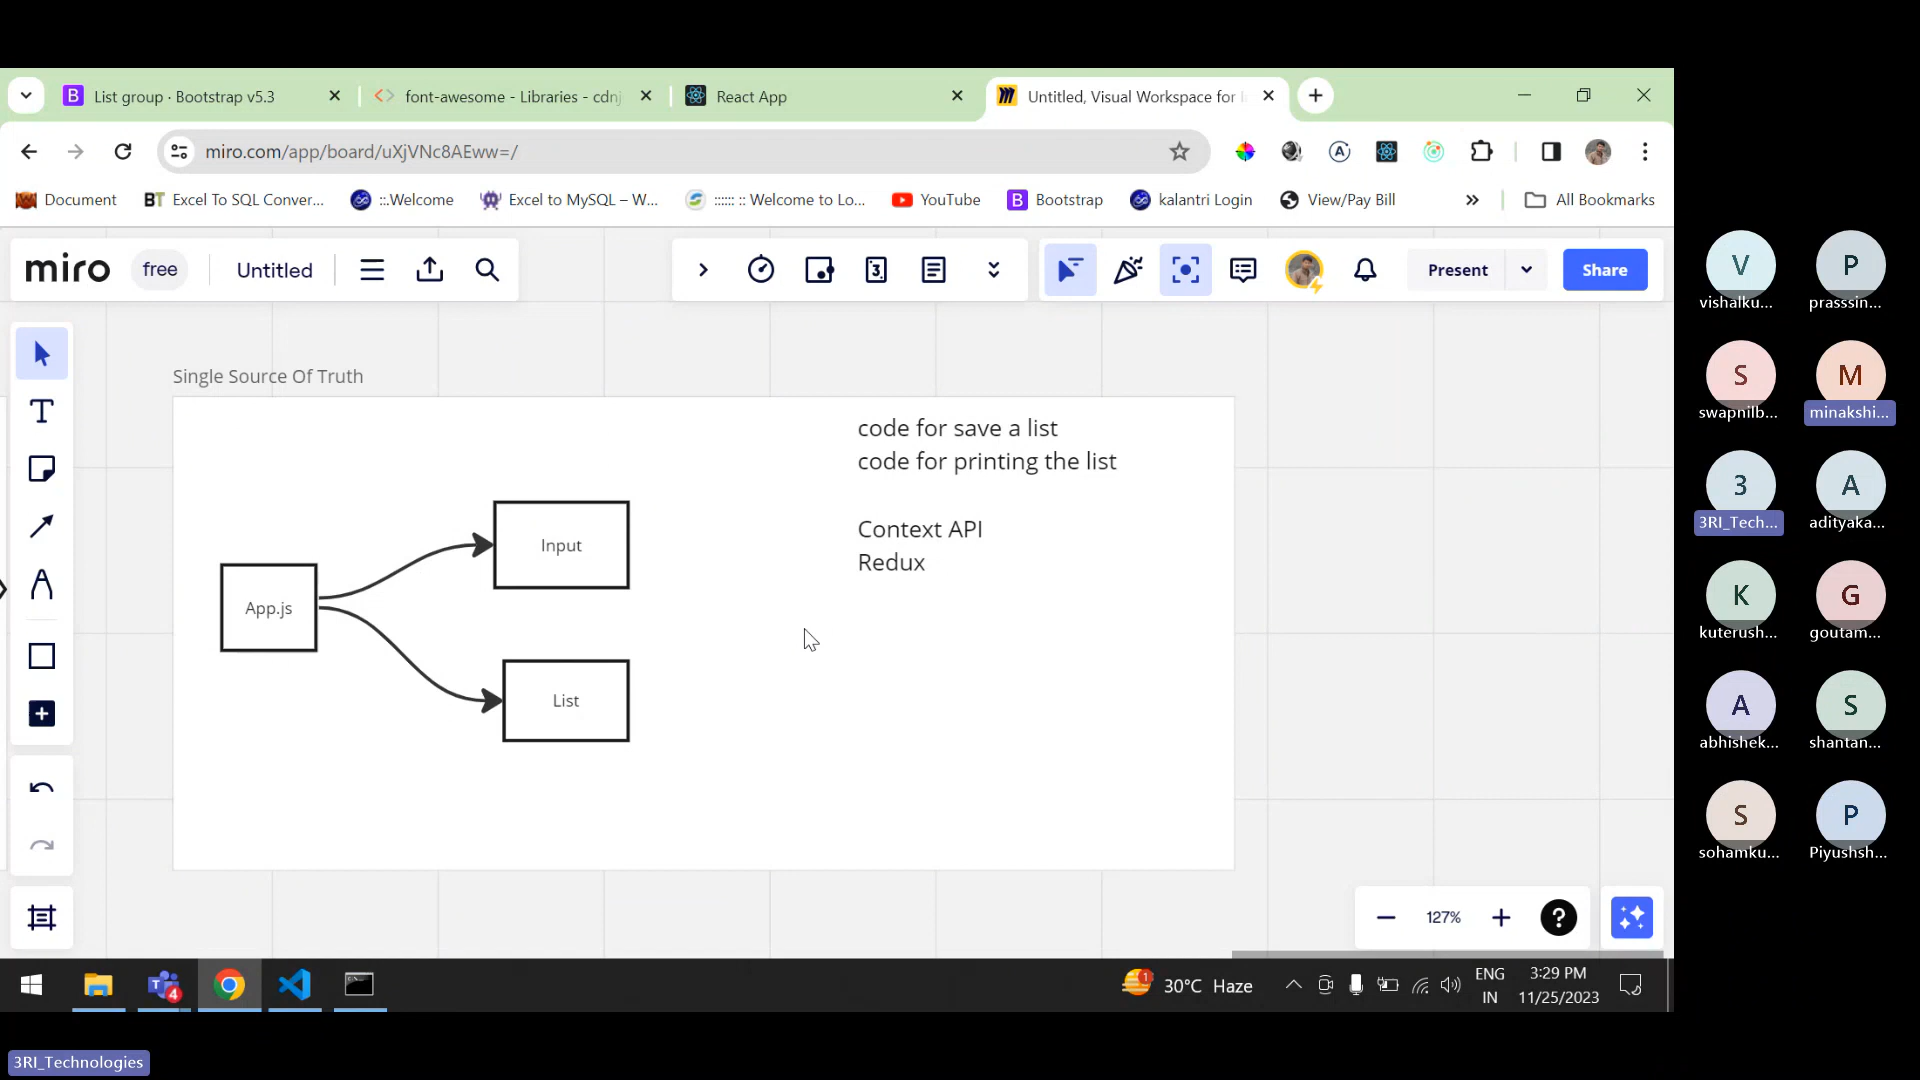 List group · Bootstrap v5.3
font-awesome - Libraries - cdnj
React App
Untitled, Visual Workspace for I
miro.com/app/board/uXjVNc8AEww=/
Document
BT Excel To SQL Conver...
::.Welcome
Excel to MySQL – W...
:::::: :: Welcome to Lo...
YouTube
B Bootstrap
kalantri Login
View/Pay Bill
All Bookmarks
miro free Untitled
Present
Share
Single Source Of Truth
code for save a list
code for printing the list
Context API
Redux
Input
App.js
List
127%
V
vishalku...
P
prasssin...
S
swapnilb...
M
minakshi...
3
3RI_Tech...
A
adityaka...
K
kuterush...
G
goutam...
A
abhishek...
S
shantan...
S
sohamku...
P
Piyushsh...
30°C Haze
ENG
IN
3:29 PM
11/25/2023
3RI_Technologies